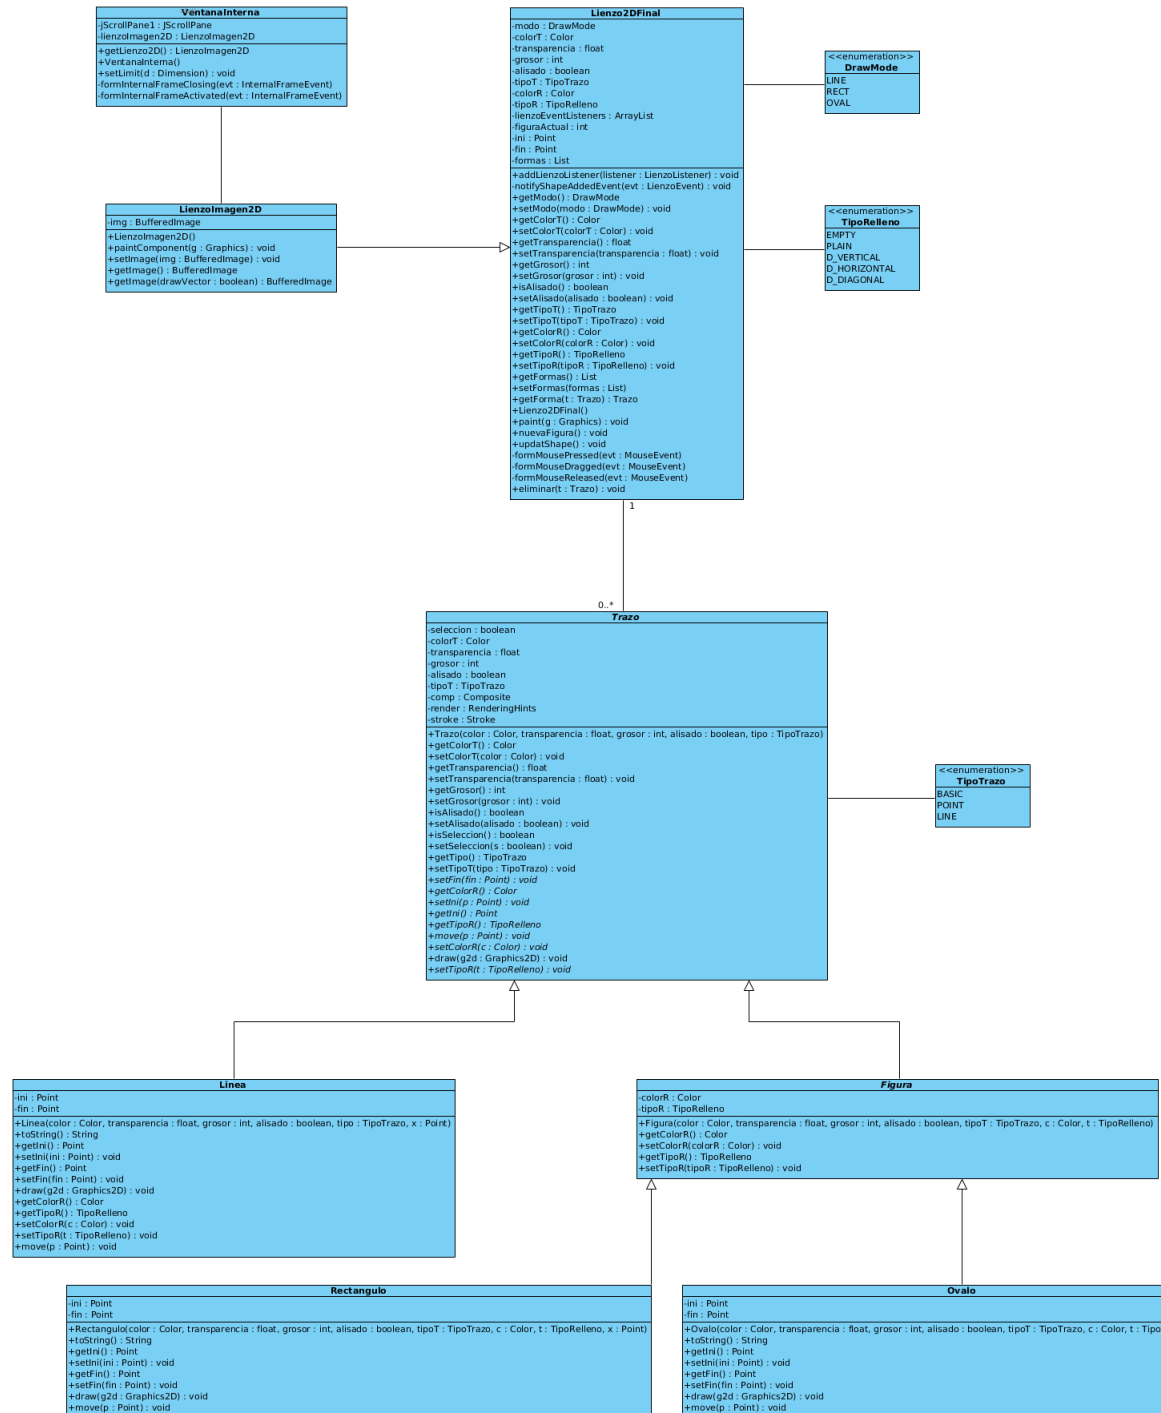 VentanaInterna
-jScrollPane1 : JScrollPane
-lienzoImagen2D : LienzoImagen2D
+getLienzo2D() : LienzoImagen2D
+VentanaInterna()
+setLimit(d : Dimension) : void
-formInternalFrameClosing(evt : InternalFrameEvent)
-formInternalFrameActivated(evt : InternalFrameEvent)
Lienzo2DFinal
-modo : DrawMode
-colorT : Color
-transparencia : float
-grosor : int
-alisado : boolean
-tipoT : TipoTrazo
-colorR : Color
-tipoR : TipoRelleno
-lienzoEventListeners : ArrayList
-figuraActual : int
-ini : Point
-fin : Point
-formas : List
+addLienzoListener(listener : LienzoListener) : void
-notifyShapeAddedEvent(evt : LienzoEvent) : void
+getModo() : DrawMode
+setModo(modo : DrawMode) : void
+getColorT() : Color
+setColorT(colorT : Color) : void
+getTransparencia() : float
+setTransparencia(transparencia : float) : void
+getGrosor() : int
+setGrosor(grosor : int) : void
+isAlisado() : boolean
+setAlisado(alisado : boolean) : void
+getTipoT() : TipoTrazo
+setTipoT(tipoT : TipoTrazo) : void
+getColorR() : Color
+setColorR(colorR : Color) : void
+getTipoR() : TipoRelleno
+setTipoR(tipoR : TipoRelleno) : void
+getFormas() : List
+setFormas(formas : List)
+getForma(t : Trazo) : Trazo
+Lienzo2DFinal()
+paint(g : Graphics) : void
+nuevaFigura() : void
+updatShape() : void
-formMousePressed(evt : MouseEvent)
-formMouseDragged(evt : MouseEvent)
-formMouseReleased(evt : MouseEvent)
+eliminar(t : Trazo) : void
<<enumeration>>
DrawMode
LINE
RECT
OVAL
LienzoImagen2D
-img : BufferedImage
+LienzoImagen2D()
+paintComponent(g : Graphics) : void
+setImage(img : BufferedImage) : void
+getImage() : BufferedImage
+getImage(drawVector : boolean) : BufferedImage
<<enumeration>>
TipoRelleno
EMPTY
PLAIN
D_VERTICAL
D_HORIZONTAL
D_DIAGONAL
1
0..*
Trazo
-seleccion : boolean
-colorT : Color
-transparencia : float
-grosor : int
-alisado : boolean
-tipoT : TipoTrazo
-comp : Composite
-render : RenderingHints
-stroke : Stroke
+Trazo(color : Color, transparencia : float, grosor : int, alisado : boolean, tipo : TipoTrazo)
+getColorT() : Color
+setColorT(color : Color) : void
+getTransparencia() : float
+setTransparencia(transparencia : float) : void
+getGrosor() : int
+setGrosor(grosor : int) : void
+isAlisado() : boolean
+setAlisado(alisado : boolean) : void
+isSeleccion() : boolean
+setSeleccion(s : boolean) : void
+getTipo() : TipoTrazo
+setTipoT(tipo : TipoTrazo) : void
+setFin(fin : Point) : void
+getColorR() : Color
+setIni(p : Point) : void
+getIni() : Point
+getTipoR() : TipoRelleno
+move(p : Point) : void
+setColorR(c : Color) : void
+draw(g2d : Graphics2D) : void
+setTipoR(t : TipoRelleno) : void
<<enumeration>>
TipoTrazo
BASIC
POINT
LINE
Linea
-ini : Point
-fin : Point
+Linea(color : Color, transparencia : float, grosor : int, alisado : boolean, tipo : TipoTrazo, x : Point)
+toString() : String
+getIni() : Point
+setIni(ini : Point) : void
+getFin() : Point
+setFin(fin : Point) : void
+draw(g2d : Graphics2D) : void
+getColorR() : Color
+getTipoR() : TipoRelleno
+setColorR(c : Color) : void
+setTipoR(t : TipoRelleno) : void
+move(p : Point) : void
Figura
-colorR : Color
-tipoR : TipoRelleno
+Figura(color : Color, transparencia : float, grosor : int, alisado : boolean, tipoT : TipoTrazo, c : Color, t : TipoRelleno)
+getColorR() : Color
+setColorR(colorR : Color) : void
+getTipoR() : TipoRelleno
+setTipoR(tipoR : TipoRelleno) : void
Rectangulo
-ini : Point
-fin : Point
+Rectangulo(color : Color, transparencia : float, grosor : int, alisado : boolean, tipoT : TipoTrazo, c : Color, t : TipoRelleno, x : Point)
+toString() : String
+getIni() : Point
+setIni(ini : Point) : void
+getFin() : Point
+setFin(fin : Point) : void
+draw(g2d : Graphics2D) : void
+move(p : Point) : void
Ovalo
-ini : Point
-fin : Point
+Ovalo(color : Color, transparencia : float, grosor : int, alisado : boolean, tipoT : TipoTrazo, c : Color, t :
+toString() : String
+getIni() : Point
+setIni(ini : Point) : void
+getFin() : Point
+setFin(fin : Point) : void
+draw(g2d : Graphics2D) : void
+move(p : Point) : void